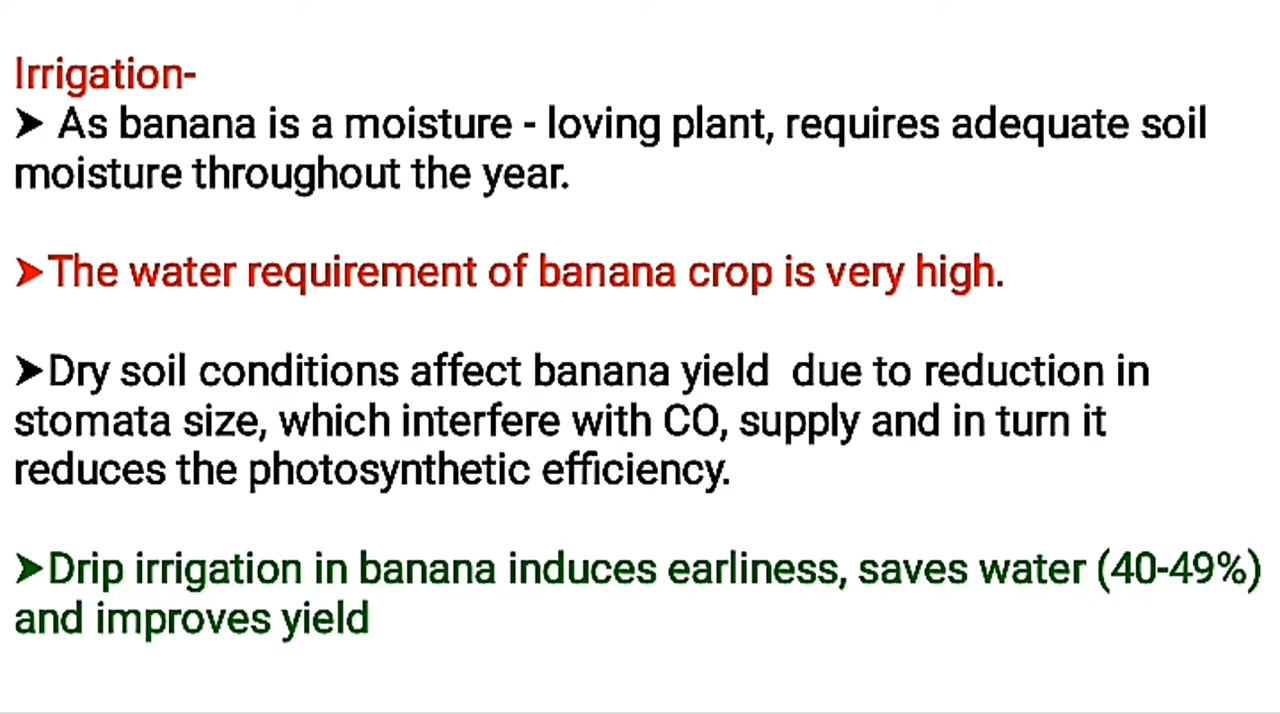 Irrigation-
➤ As banana is a moisture - loving plant, requires adequate soil
moisture throughout the year.
➤The water requirement of banana crop is very high.
➤Dry soil conditions affect banana yield  due to reduction in
stomata size, which interfere with CO, supply and in turn it
reduces the photosynthetic efficiency.
➤Drip irrigation in banana induces earliness, saves water (40-49%)
and improves yield